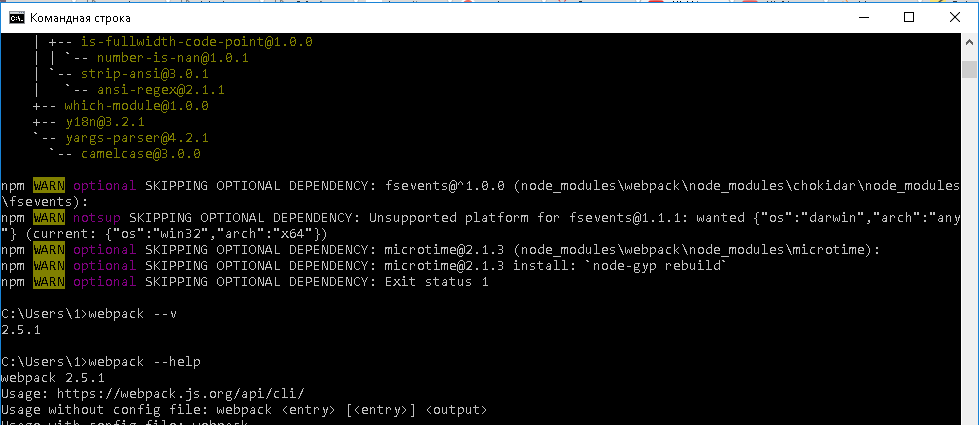 Командная строка
| +-- is-fullwidth-code-point@1.0.0
| | `-- number-is-nan@1.0.1
| `-- strip-ansi@3.0.1
|   `-- ansi-regex@2.1.1
+-- which-module@1.0.0
+-- y18n@3.2.1
`-- yargs-parser@4.2.1
  `-- camelcase@3.0.0
npm WARN optional SKIPPING OPTIONAL DEPENDENCY: fsevents@^1.0.0 (node_modules\webpack\node_modules\chokidar\node_modules
\fsevents):
npm WARN notsup SKIPPING OPTIONAL DEPENDENCY: Unsupported platform for fsevents@1.1.1: wanted {"os":"darwin","arch":"any
"} (current: {"os":"win32","arch":"x64"})
npm WARN optional SKIPPING OPTIONAL DEPENDENCY: microtime@2.1.3 (node_modules\webpack\node_modules\microtime):
npm WARN optional SKIPPING OPTIONAL DEPENDENCY: microtime@2.1.3 install: `node-gyp rebuild`
npm WARN optional SKIPPING OPTIONAL DEPENDENCY: Exit status 1
C:\Users\1>webpack --v
2.5.1
C:\Users\1>webpack --help
webpack 2.5.1
Usage: https://webpack.js.org/api/cli/
Usage without config file: webpack <entry> [<entry>] <output>
Usage with config file: webpack